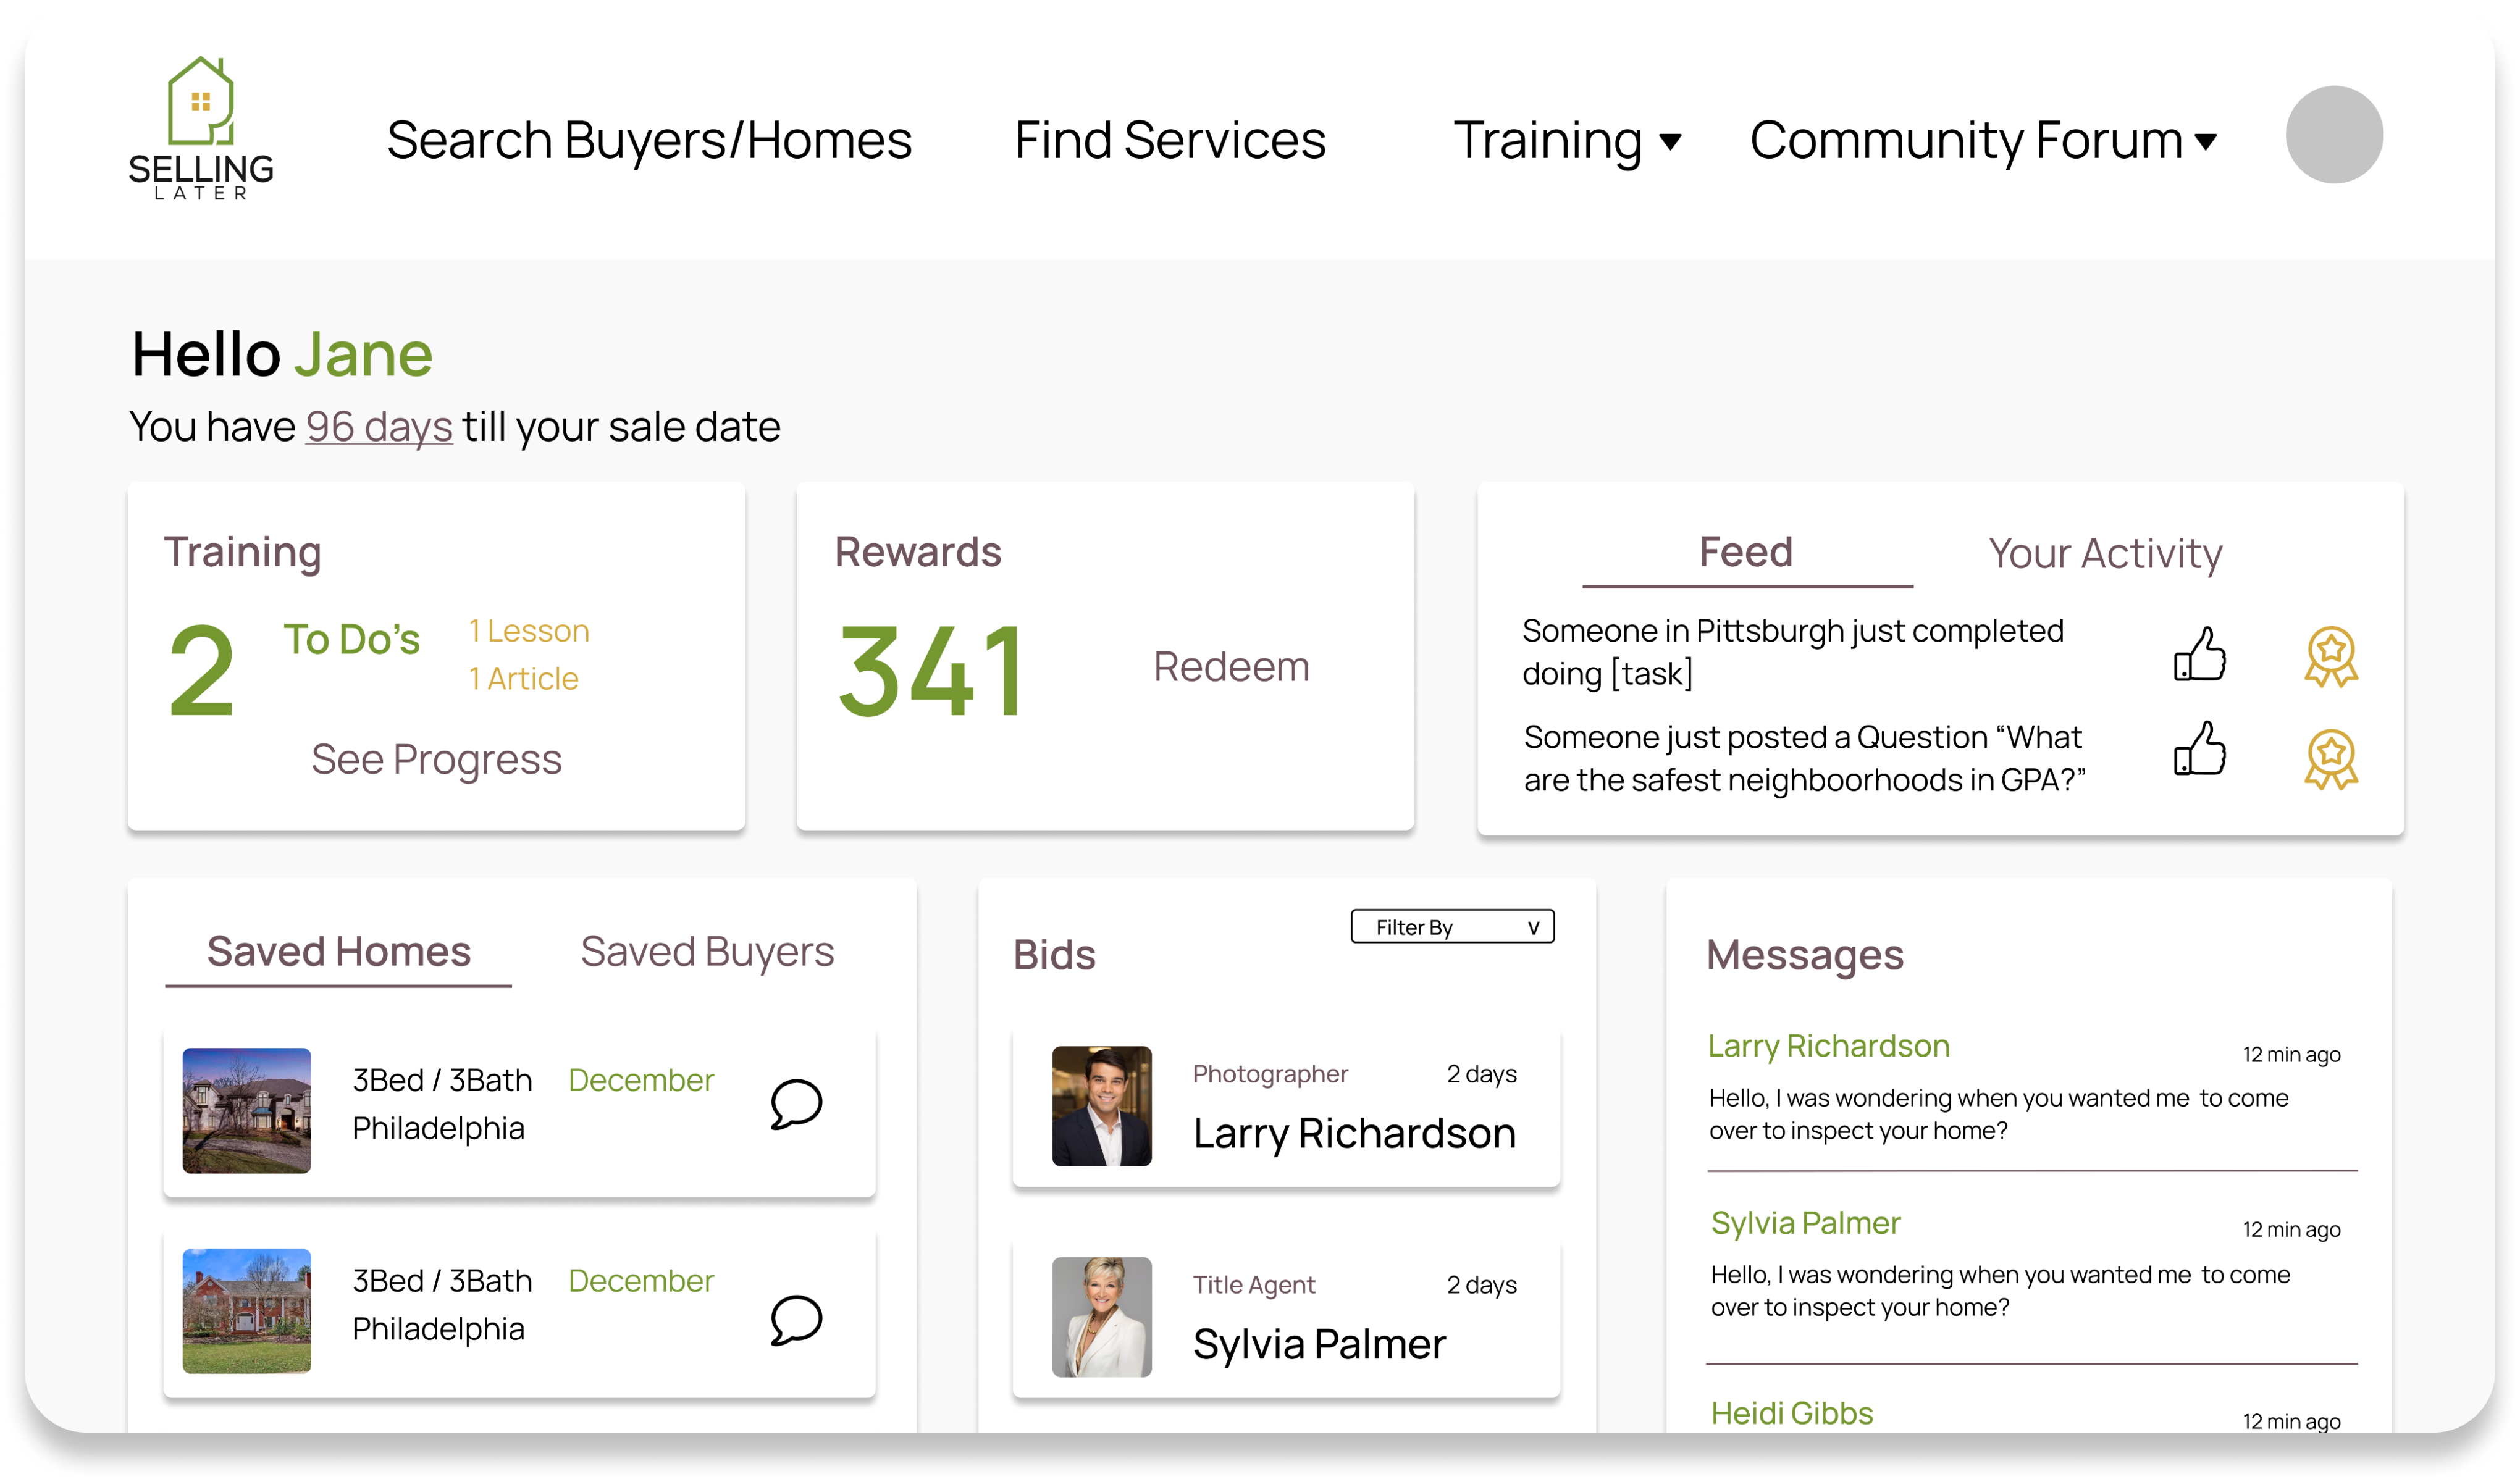 SELLING
LATER
Search Buyers/Homes
Find Services
Training
Community Forum
Hello Jane
You have 96 days till your sale date
Training
2
To Do’s
1 Lesson
1 Article
See Progress
Rewards
341
Redeem
Feed
Your Activity
Someone in Pittsburgh just completed
doing [task]
Someone just posted a Question “What
are the safest neighboorhoods in GPA?”
Saved Homes
Saved Buyers
3Bed / 3Bath
December
Philadelphia
3Bed / 3Bath
December
Philadelphia
Bids
Filter By
v
Photographer
2 days
Larry Richardson
Title Agent
2 days
Sylvia Palmer
Messages
Larry Richardson
12 min ago
Hello, I was wondering when you wanted me to come
over to inspect your home?
Sylvia Palmer
12 min ago
Hello, I was wondering when you wanted me to come
over to inspect your home?
Heidi Gibbs
12 min ago